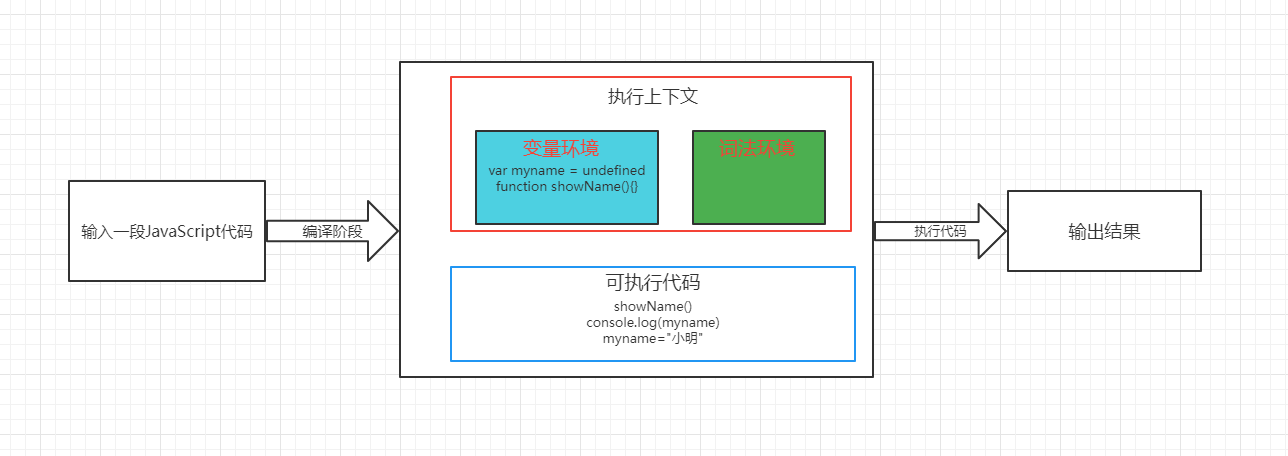 输入一段JavaScript代码
编译阶段
执行上下文
变量环境
var myname = undefined
function showName(){}
词法环境
可执行代码
showName()
console.log(myname)
myname="小明"
执行代码
输出结果